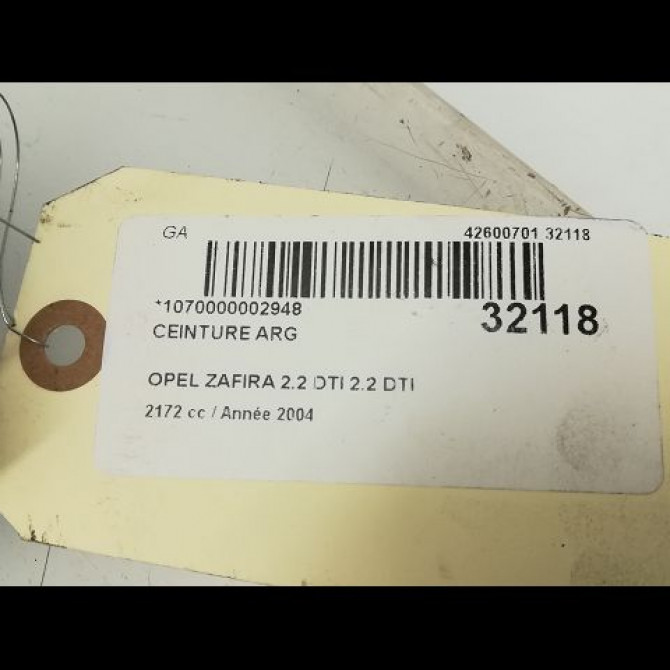 GA 42600701 32118
*1070000002948 32118
CEINTURE ARG
OPEL ZAFIRA 2.2 DTI 2.2 DTI
2172 cc / Année 2004